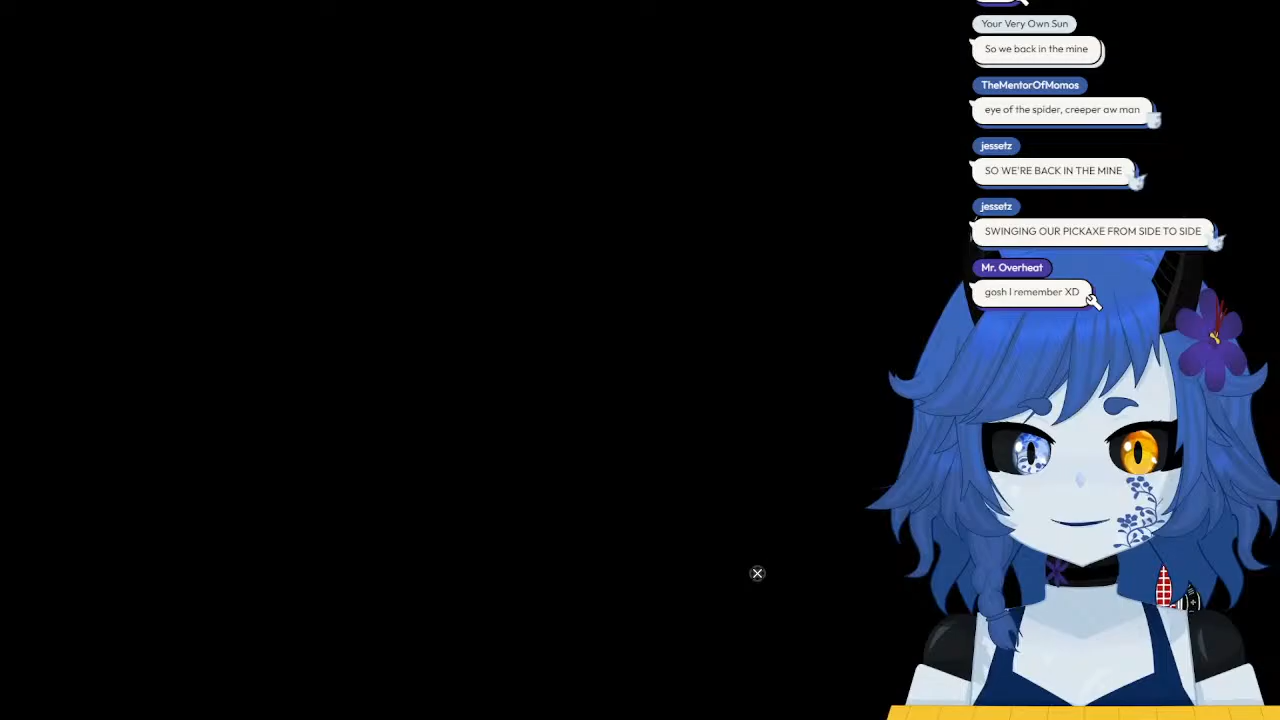 Your Very Own Sun
So we back in the mine
TheMentorOfMomos
eye of the spider, creeper aw man
jessetz
SO WE'RE BACK IN THE MINE
jessetz
SWINGING OUR PICKAXE FROM SIDE TO SIDE
Mr. Overheat
gosh I remember XD